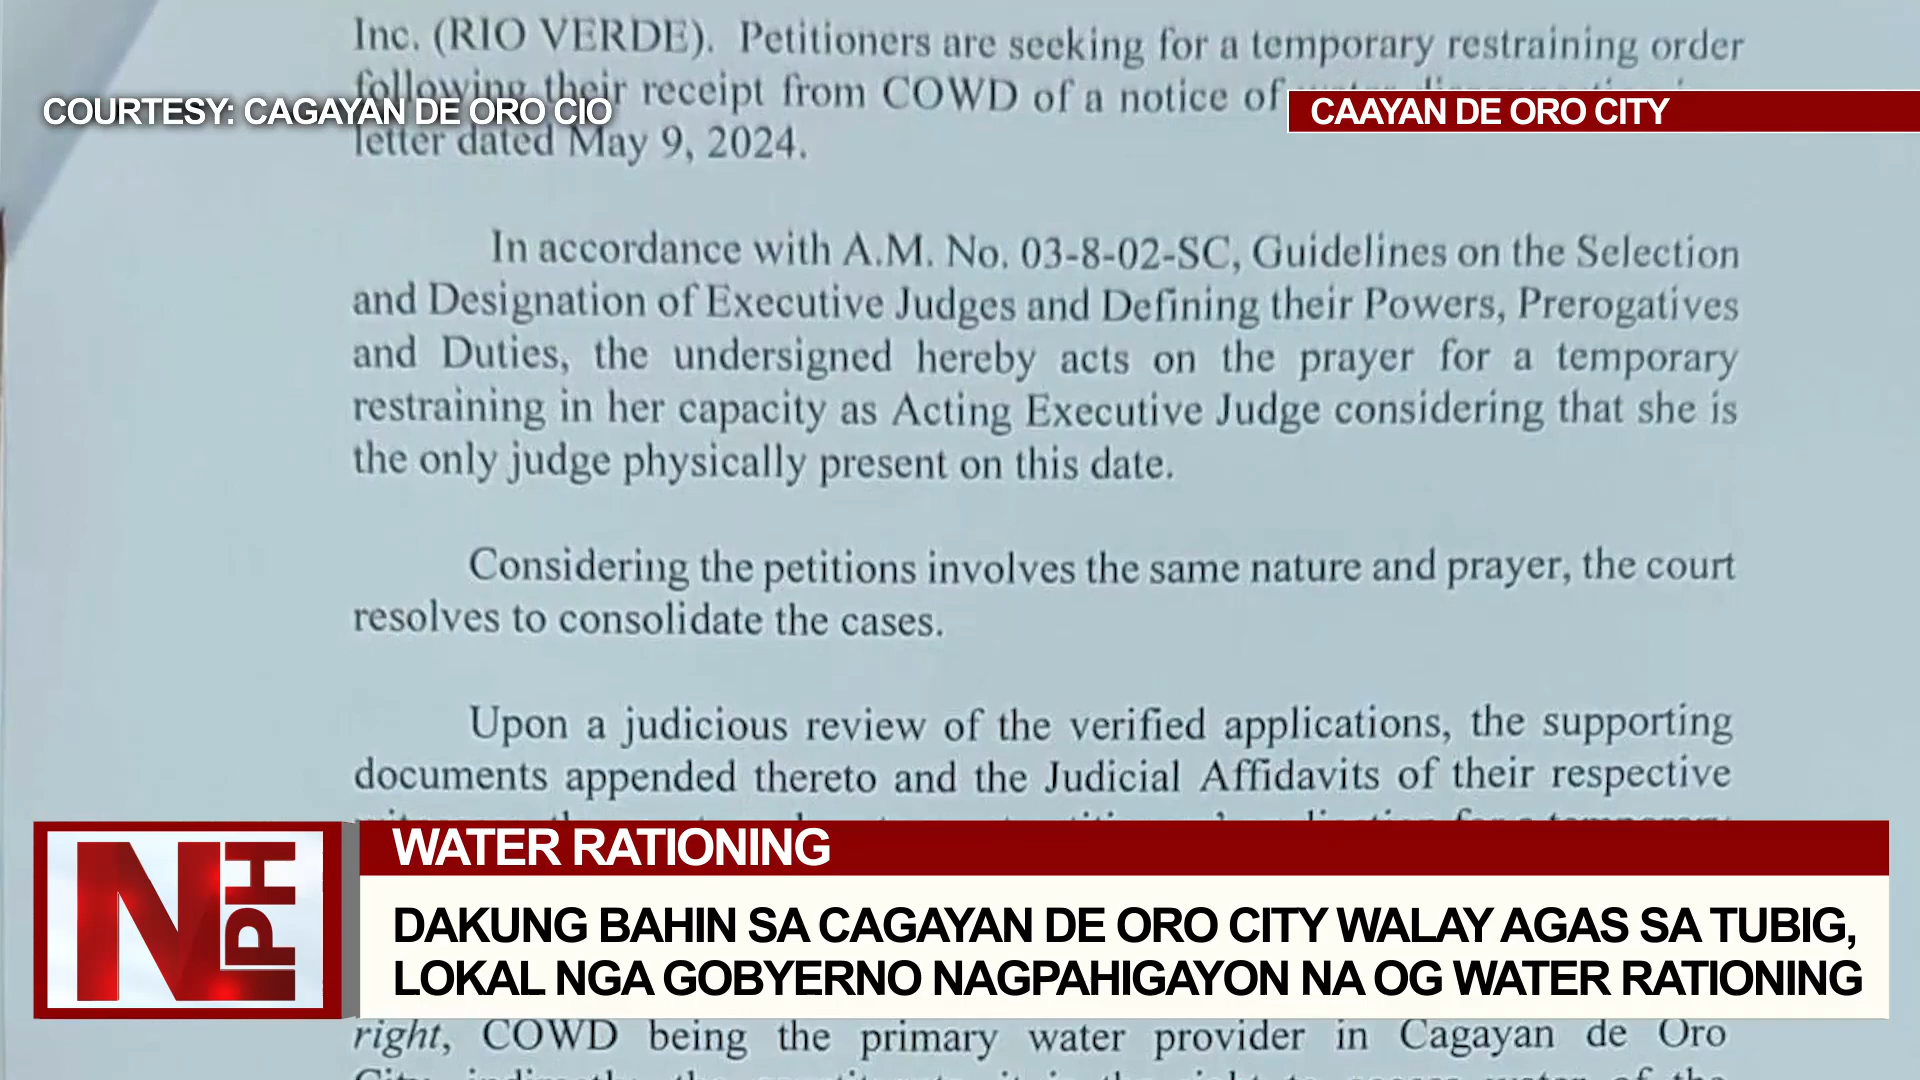 Inc. (RIO VERDE). Petitioners are seeking for a temporary restraining order
following their receipt from COWD of a notice of
COURTESY: CAGAYAN DE ORO CIO
CAAYAN DE ORO CITY
letter dated May 9, 2024.
In accordance with A.M. No. 03-8-02-SC, Guidelines on the Selection
and Designation of Executive Judges and Defining their Powers, Prerogatives
and Duties, the undersigned hereby acts on the prayer for a temporary
restraining in her capacity as Acting Executive Judge considering that she is
the only judge physically present on this date.
Considering the petitions involves the same nature and prayer, the court
resolves to consolidate the cases.
Upon a judicious review of the verified applications, the supporting
documents appended thereto and the Judicial Affidavits of their respective
NPH
WATER RATIONING
DAKUNG BAHIN SA CAGAYAN DE ORO CITY WALAY AGAS SA TUBIG,
LOKAL NGA GOBYERNO NAGPAHIGAYON NA OG WATER RATIONING
right, COWD being the primary water provider in Cagayan de Oro